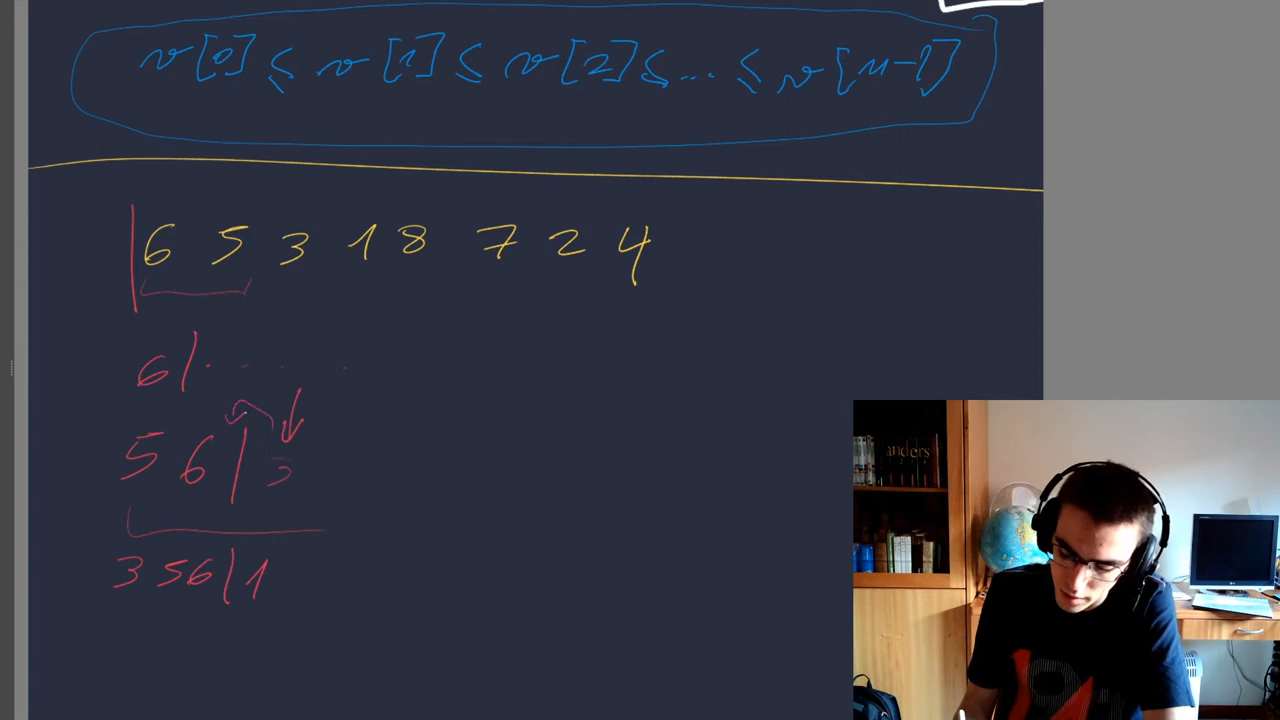 v[0] ≤ v[1] ≤ v[2] ≤ ... ≤ v[n-1]
6 5 3 1 8 7 2 4
6 | . . . .
5 6 | 3
3 5 6 | 1
anders